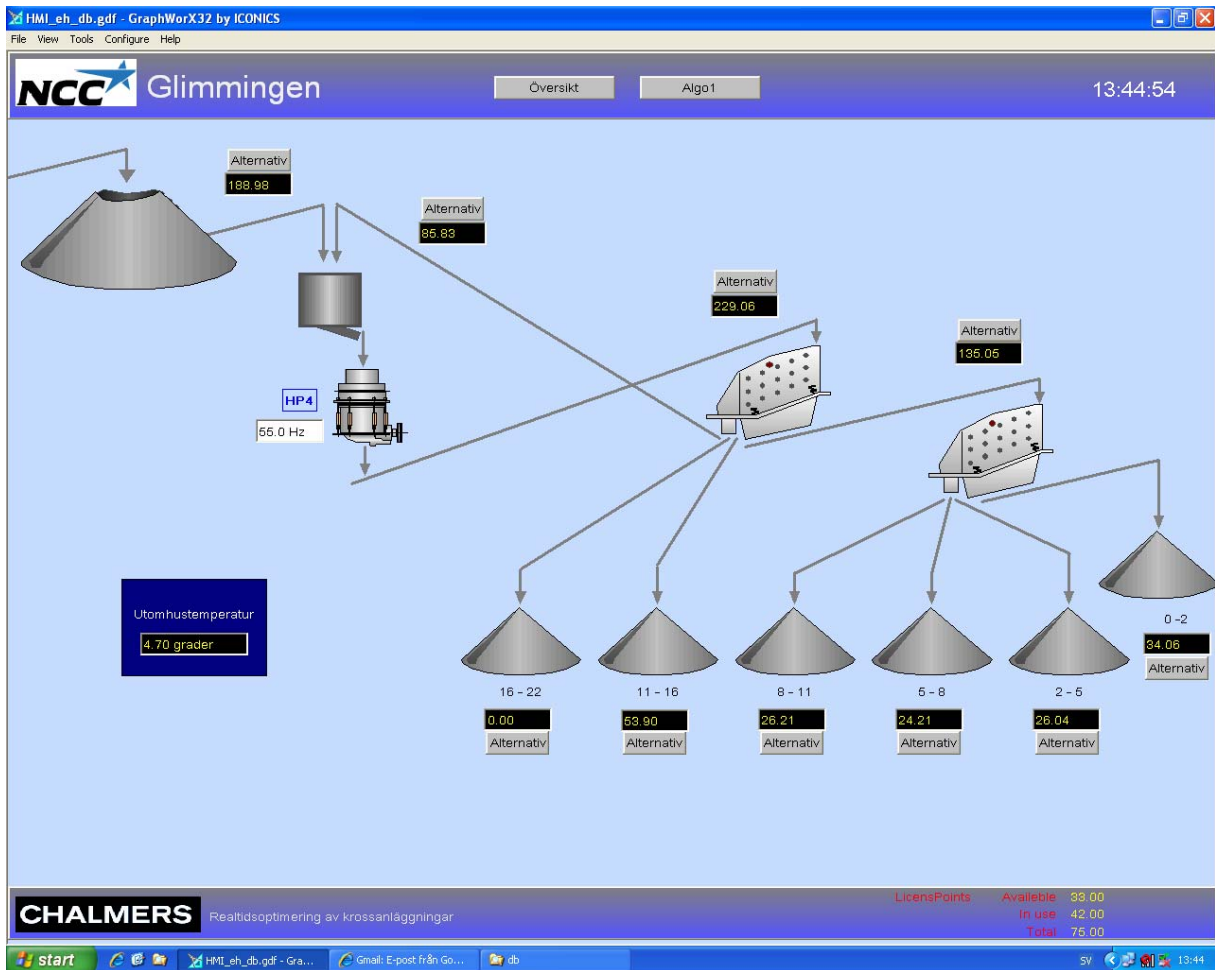 HMI_eh_db.gdf - GraphWorX32 by ICONICS
File View Tools Configure Help
NCC Glimmingen
Översikt
Algo1
13:44:54
Alternativ
188.98
Alternativ
85.83
Alternativ
229.06
Alternativ
135.05
HP4
55.0 Hz
Utomhustemperatur
4.70 grader
0 -2
34.06
Alternativ
16 - 22
11 - 16
8 - 11
5 - 8
2 - 5
0.00
53.90
26.21
24.21
26.04
Alternativ
Alternativ
Alternativ
Alternativ
Alternativ
CHALMERS Realtidsoptimering av krossanläggningar
LicensPoints Availeble 33.00
In use 42.00
Total 75.00
start
HMI_eh_db.gdf - Gra...
Gmail: E-post från Go...
db
SV
13:44